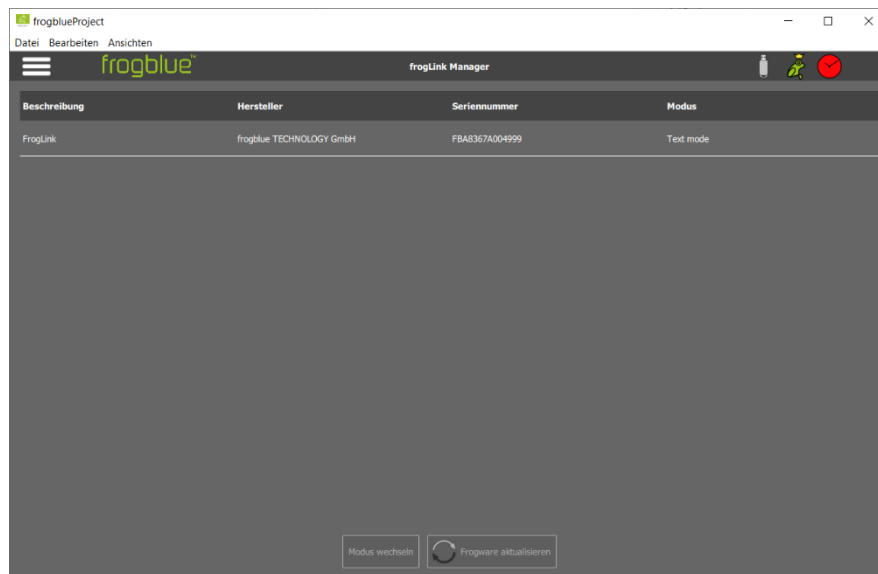 frogblueProject
Datei Bearbeiten Ansichten
frogblue™ frogLink Manager
Beschreibung Hersteller Seriennummer Modus
FrogLink frogblue TECHNOLOGY GmbH FBA8367A004999 Text mode
Modus wechseln Frogware aktualisieren